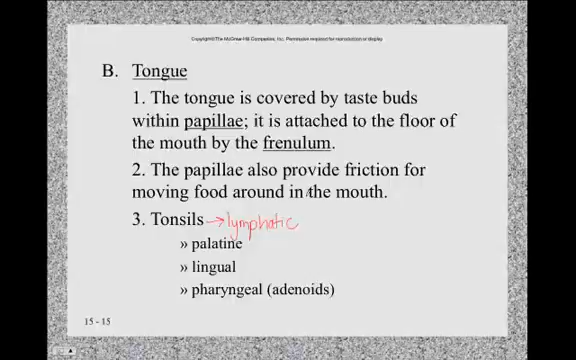 Copyright©The McGraw-Hill Companies, Inc. Permission required for reproduction or display
B. Tongue
1. The tongue is covered by taste buds
within papillae; it is attached to the floor of
the mouth by the frenulum.
2. The papillae also provide friction for
moving food around in the mouth.
3. Tonsils → lymphatic
» palatine
» lingual
» pharyngeal (adenoids)
15 - 15